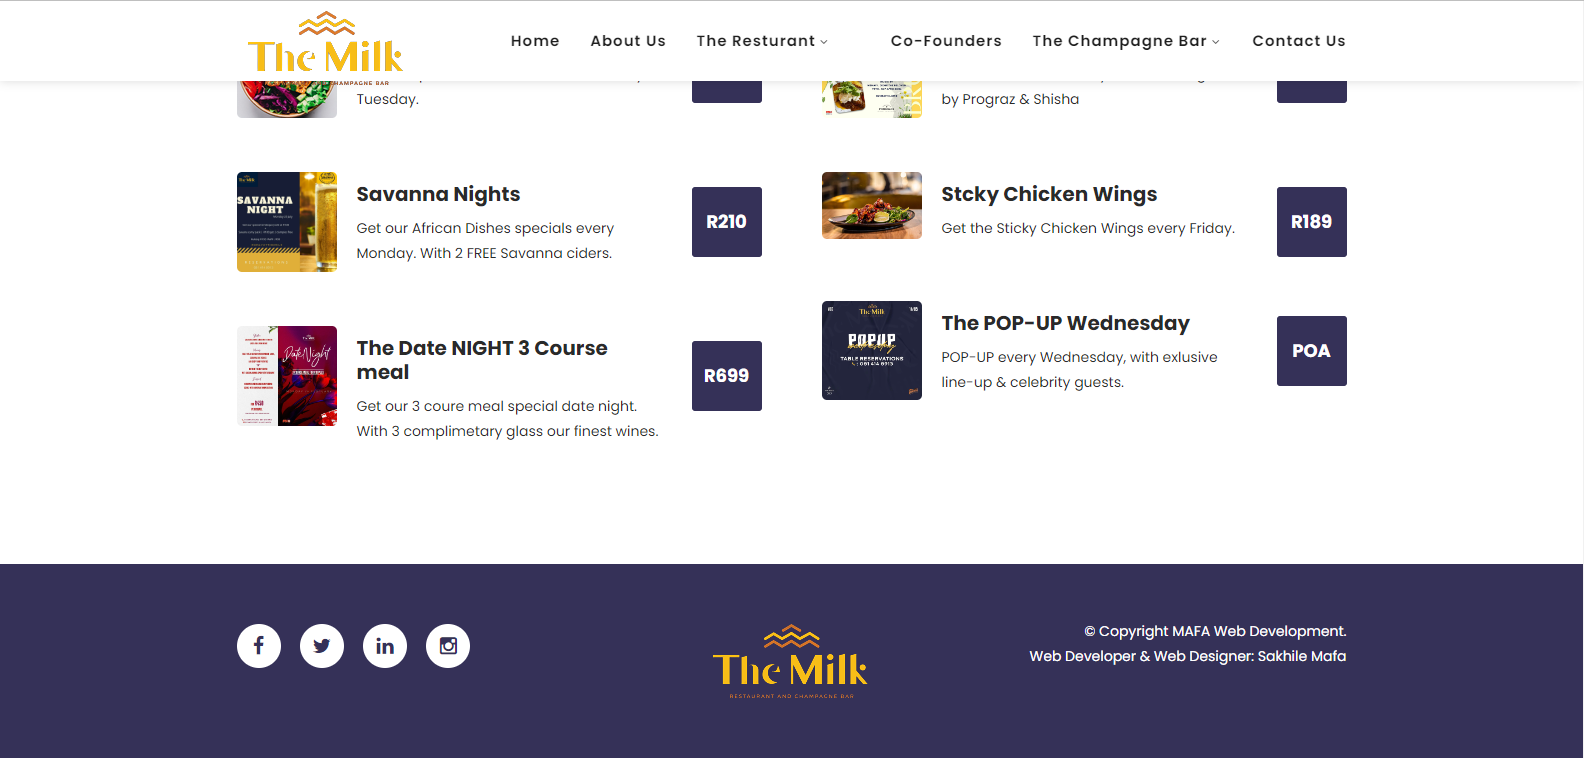 The Milk
CHAMPAGNE BAR
Home About Us The Resturant Co-Founders The Champagne Bar Contact Us
Tuesday.
by Prograz & Shisha
The Milk
SAVANNA
NIGHT
Savanna Nights
Get our African Dishes specials every
Monday. With 2 FREE Savanna ciders.
R210
Stcky Chicken Wings
Get the Sticky Chicken Wings every Friday.
R189
Date Night
The Date NIGHT 3 Course
meal
Get our 3 coure meal special date night.
With 3 complimetary glass our finest wines.
R699
The Milk
POPUP
TABLE RESERVATIONS
The POP-UP Wednesday
POP-UP every Wednesday, with exlusive
line-up & celebrity guests.
POA
The Milk
RESTAURANT AND CHAMPAGNE BAR
© Copyright MAFA Web Development.
Web Developer & Web Designer: Sakhile Mafa